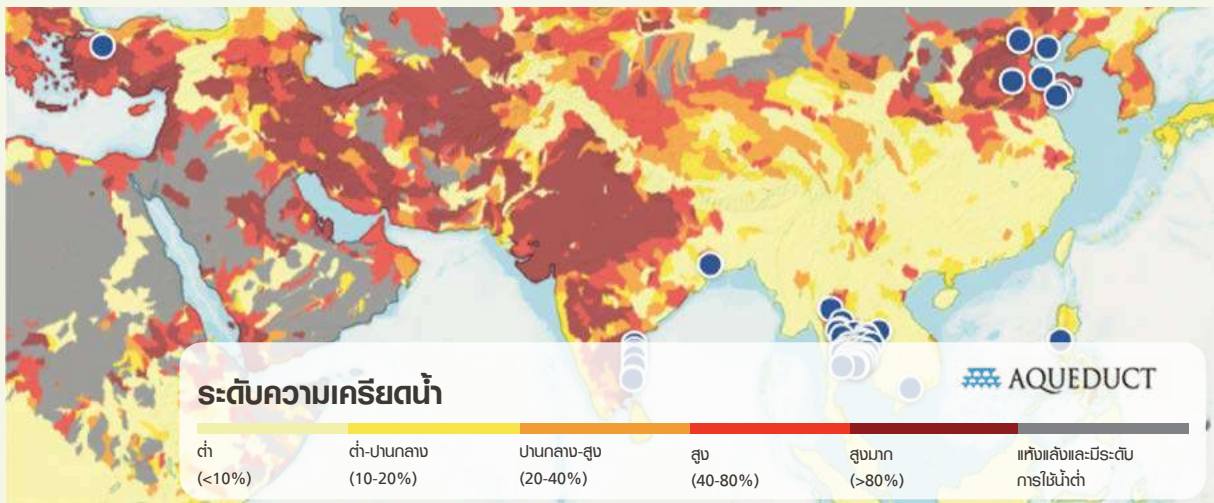 ระดับความเครียดน้ำ
AQUEDUCT
ต่ำ
(<10%)
ต่ำ-ปานกลาง
(10-20%)
ปานกลาง-สูง
(20-40%)
สูง
(40-80%)
สูงมาก
(>80%)
แห้งแล้งและมีระดับ
การใช้น้ำต่ำ